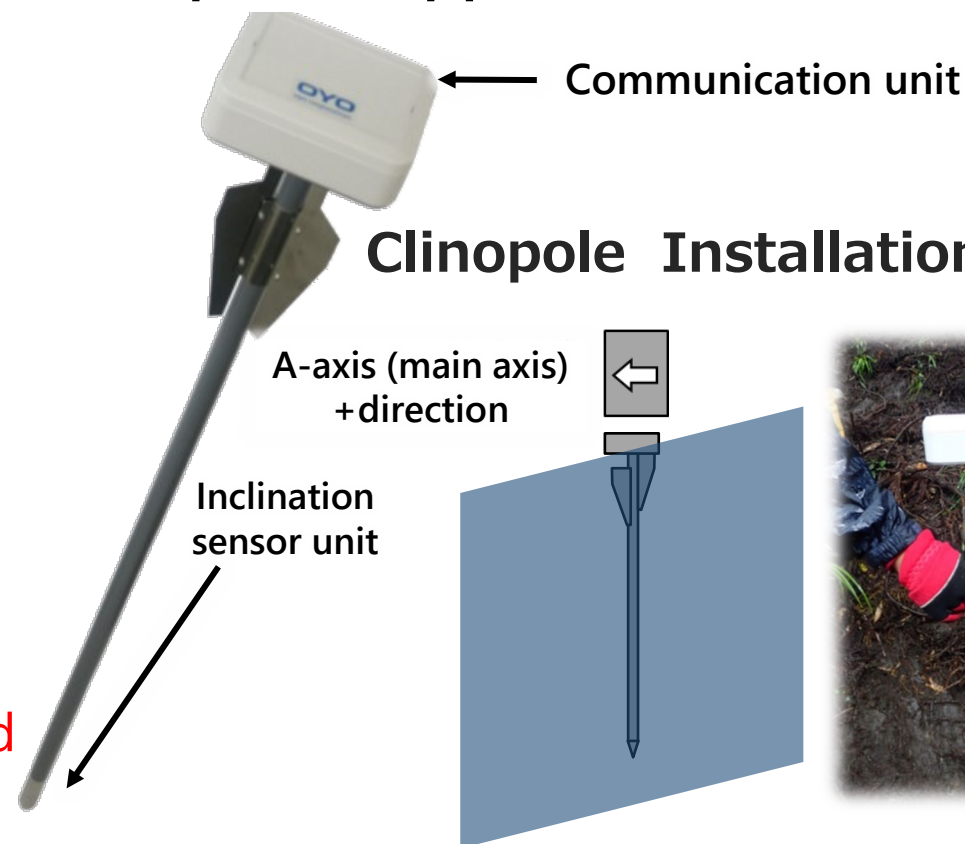 Communication unit
OYO
Clinopole Installation
A-axis (main axis)
+direction
Inclination
sensor unit